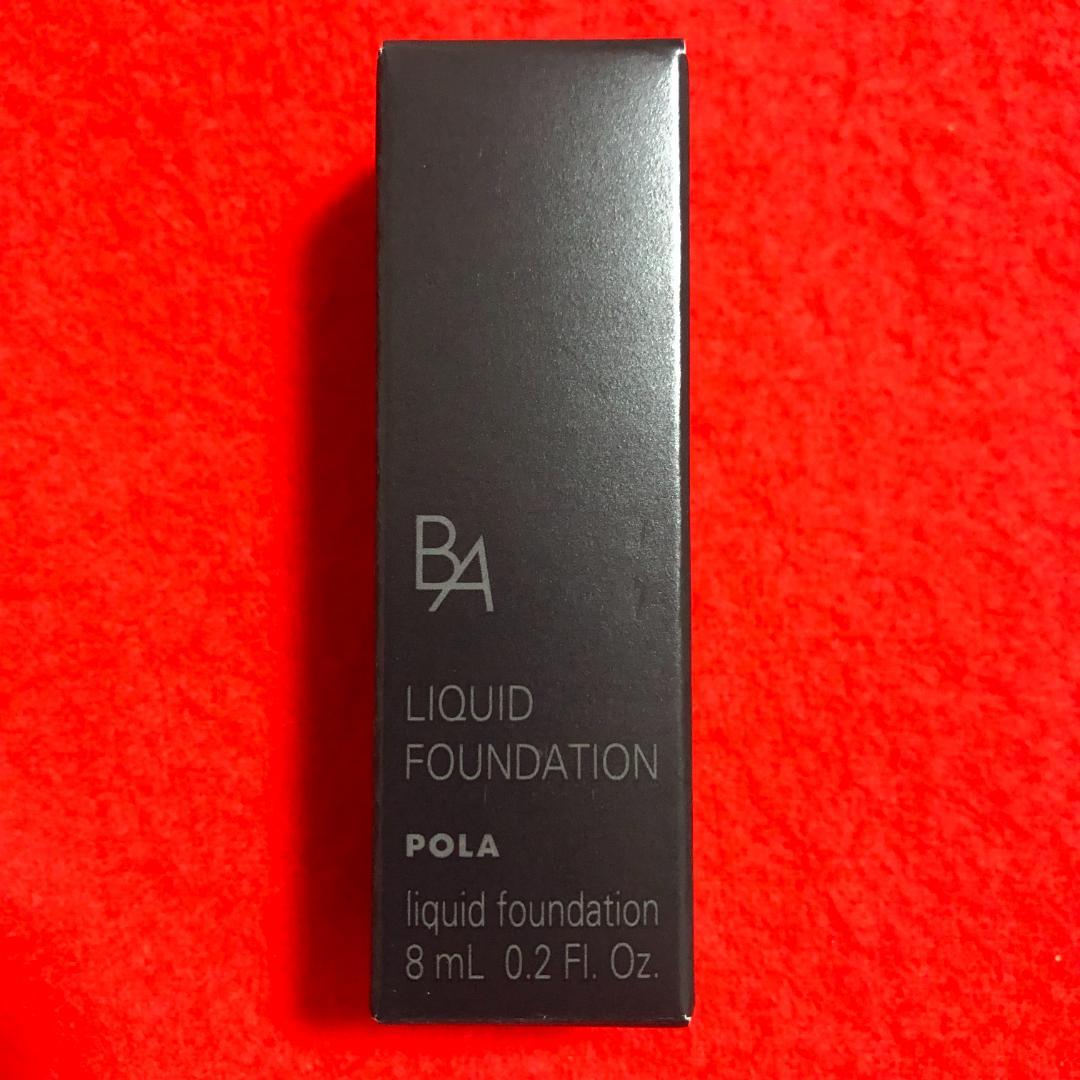 BA
LIQUID
FOUNDATION
POLA
liquid foundation
8 mL 0.2 Fl. Oz.